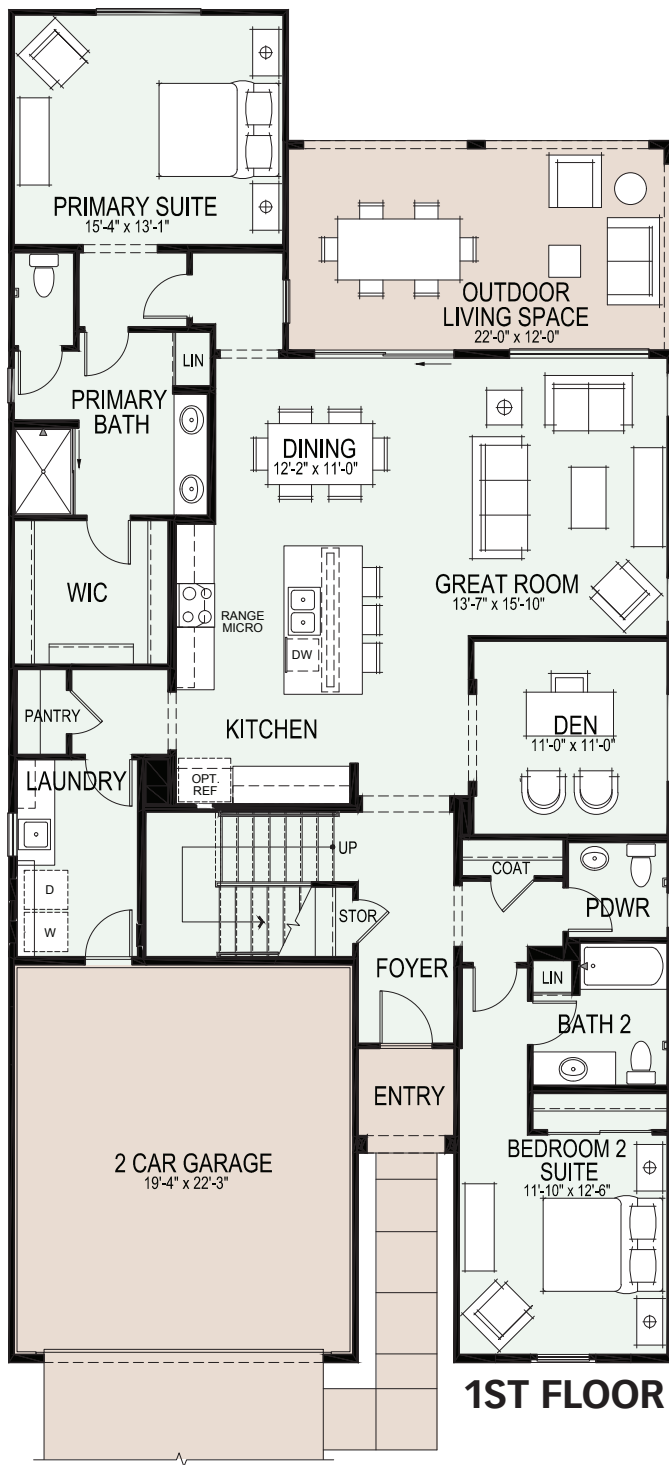 PRIMARY SUITE
15'-4" x 13'-1"
OUTDOOR
LIVING SPACE
22'-0" x 12'-0"
LIN
PRIMARY
BATH
DINING
12'-2" x 11'-0"
WIC
RANGE
MICRO
DW
GREAT ROOM
13'-7" x 15'-10"
PANTRY
KITCHEN
DEN
11'-0" x 11'-0"
LAUNDRY
OPT.
REF
UP
COAT
D
W
STOR
PDWR
FOYER
LIN
BATH 2
ENTRY
2 CAR GARAGE
19'-4" x 22'-3"
BEDROOM 2
SUITE
11'-10" x 12'-6"
1ST FLOOR